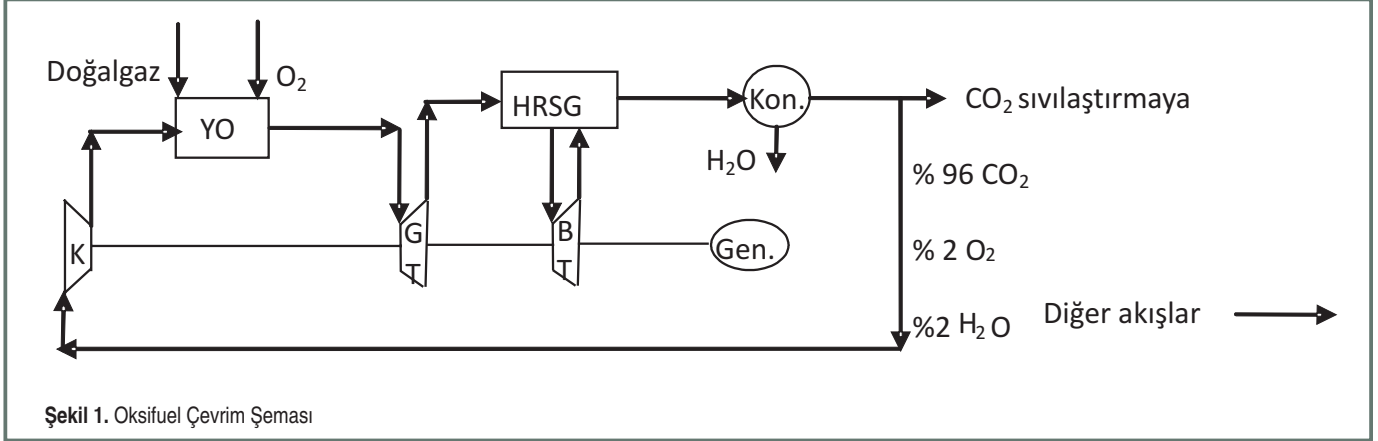 Doğalgaz
O₂
YO
HRSG
Kon.
CO₂ sıvılaştırmaya
H₂O
% 96 CO₂
K
G
T
B
T
Gen.
% 2 O₂
%2 H₂ O
Diğer akışlar
Şekil 1. Oksifuel Çevrim Şeması